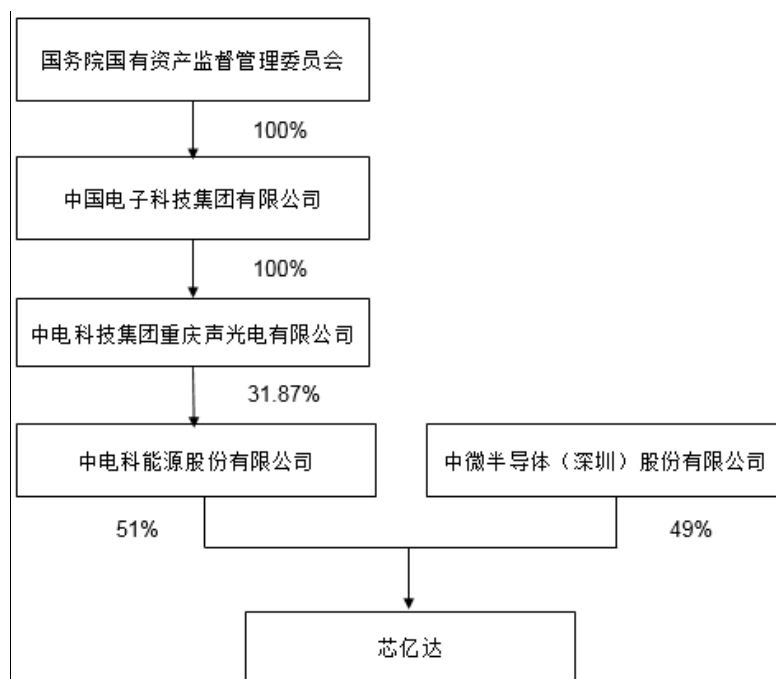 国务院国有资产监督管理委员会
100%
中国电子科技集团有限公司
100%
中电科技集团重庆声光电有限公司
31.87%
中电科能源股份有限公司
中微半导体（深圳）股份有限公司
51%
49%
芯亿达